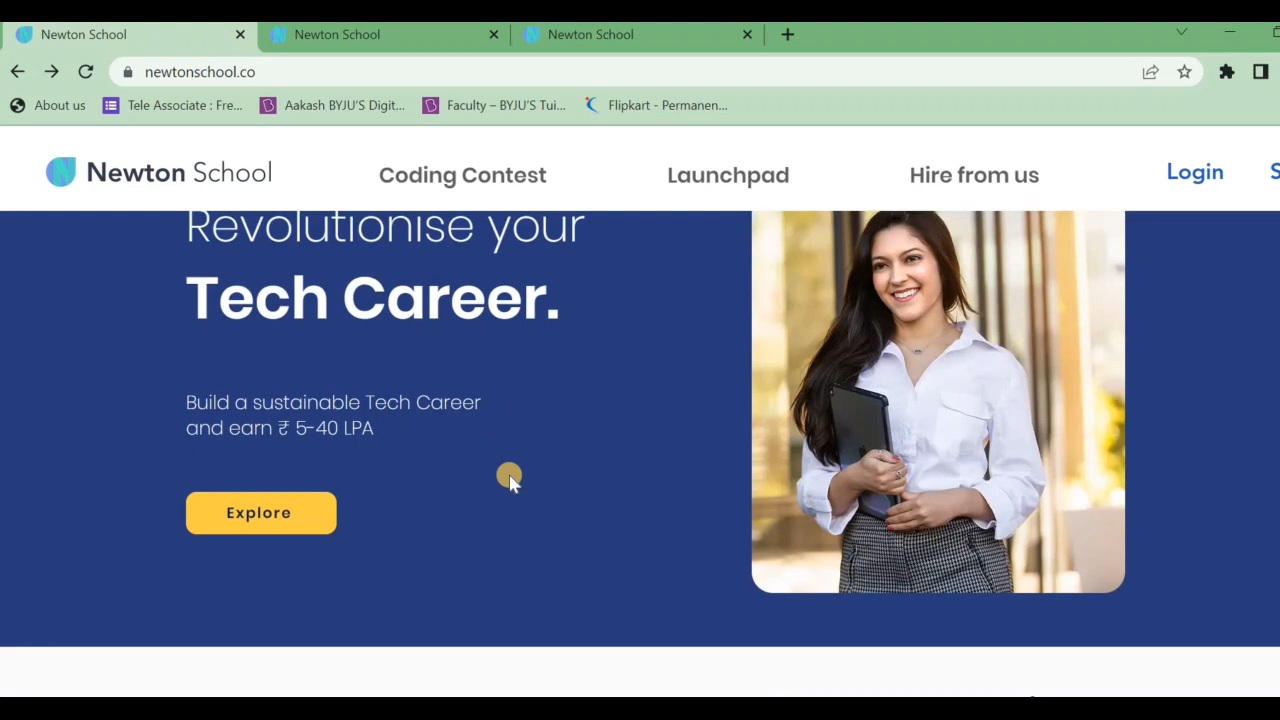 Newton School
Newton School
Newton School
newtonschool.co
About us
Tele Associate : Fre...
Aakash BYJU'S Digit...
Faculty – BYJU'S Tui...
Flipkart - Permanen...
Newton School
Coding Contest
Launchpad
Hire from us
Login
S
Revolutionise your
Tech Career.
Build a sustainable Tech Career
and earn ₹ 5-40 LPA
Explore